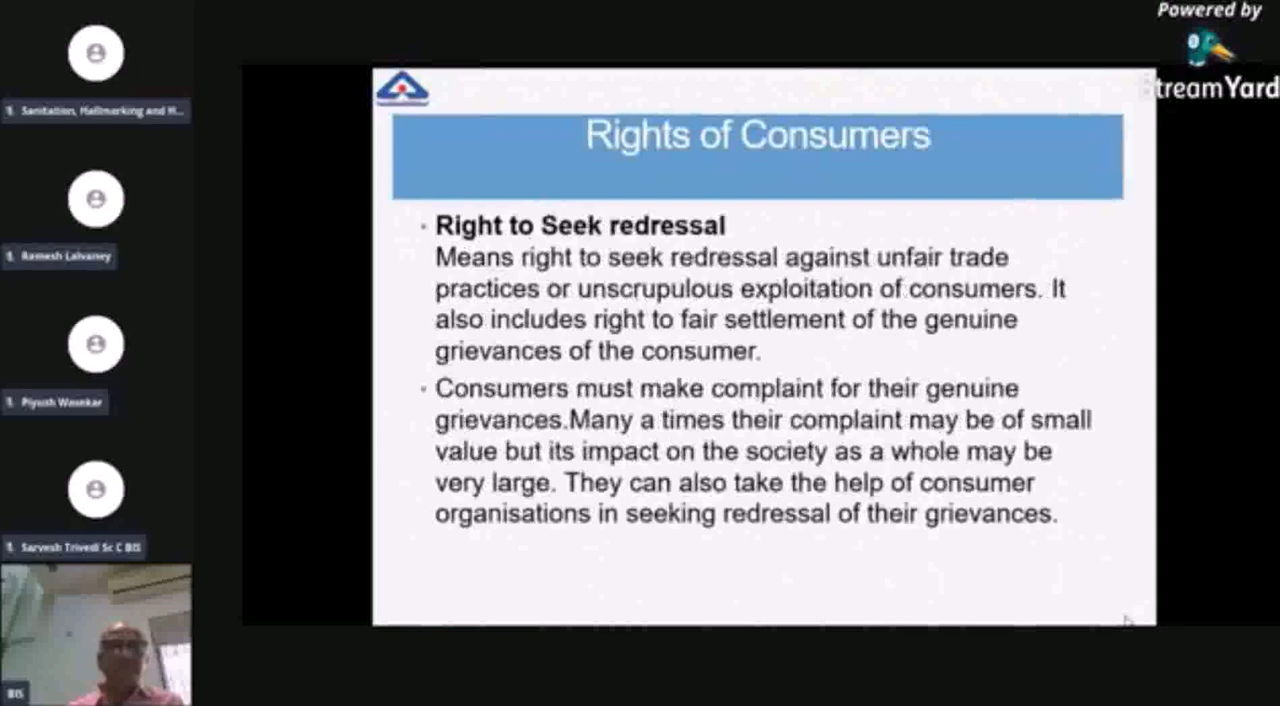 Powered by
StreamYard
Sanitation, Hallmarking and H...
Ramesh Lalvaney
Piyush Wasekar
Sarvesh Trivedi Sc C BIS
BIS
Rights of Consumers
· Right to Seek redressal
Means right to seek redressal against unfair trade
practices or unscrupulous exploitation of consumers. It
also includes right to fair settlement of the genuine
grievances of the consumer.
· Consumers must make complaint for their genuine
grievances.Many a times their complaint may be of small
value but its impact on the society as a whole may be
very large. They can also take the help of consumer
organisations in seeking redressal of their grievances.